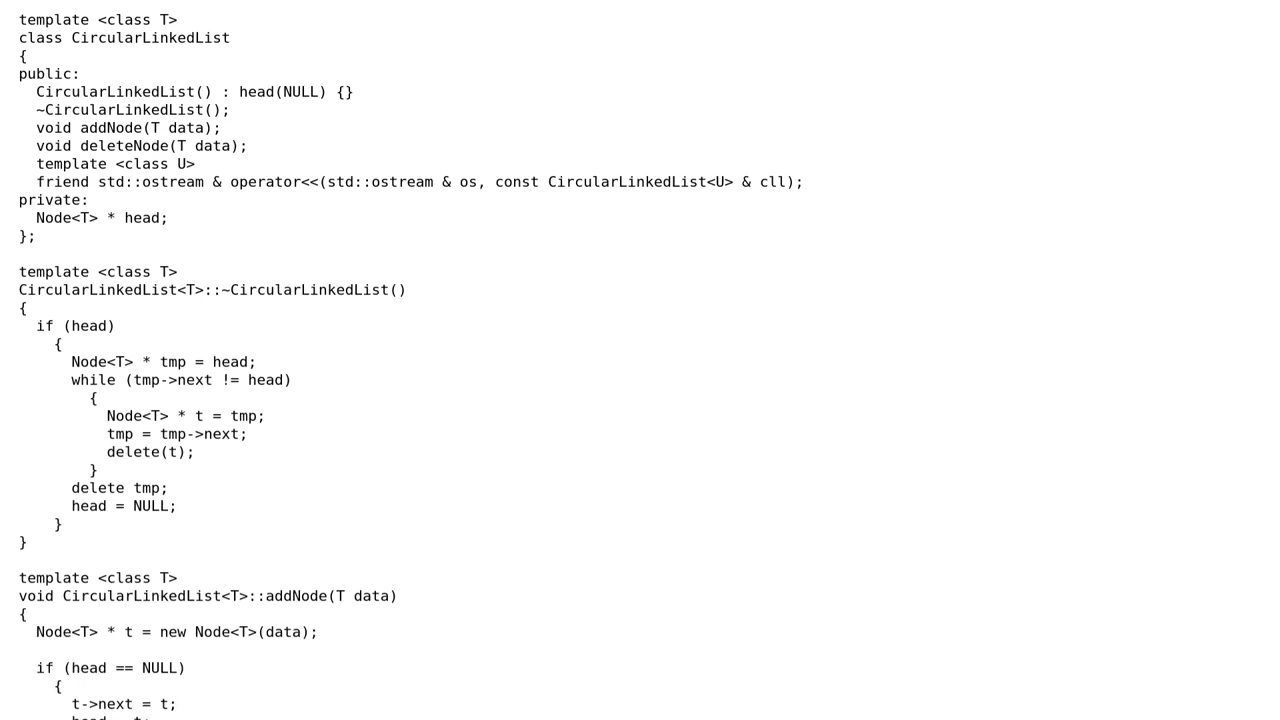 template <class T>
class CircularLinkedList
{
public:
  CircularLinkedList() : head(NULL) {}
  ~CircularLinkedList();
  void addNode(T data);
  void deleteNode(T data);
  template <class U>
  friend std::ostream & operator<<(std::ostream & os, const CircularLinkedList<U> & cll);
private:
  Node<T> * head;
};

template <class T>
CircularLinkedList<T>::~CircularLinkedList()
{
  if (head)
    {
      Node<T> * tmp = head;
      while (tmp->next != head)
        {
          Node<T> * t = tmp;
          tmp = tmp->next;
          delete(t);
        }
      delete tmp;
      head = NULL;
    }
}

template <class T>
void CircularLinkedList<T>::addNode(T data)
{
  Node<T> * t = new Node<T>(data);

  if (head == NULL)
    {
      t->next = t;